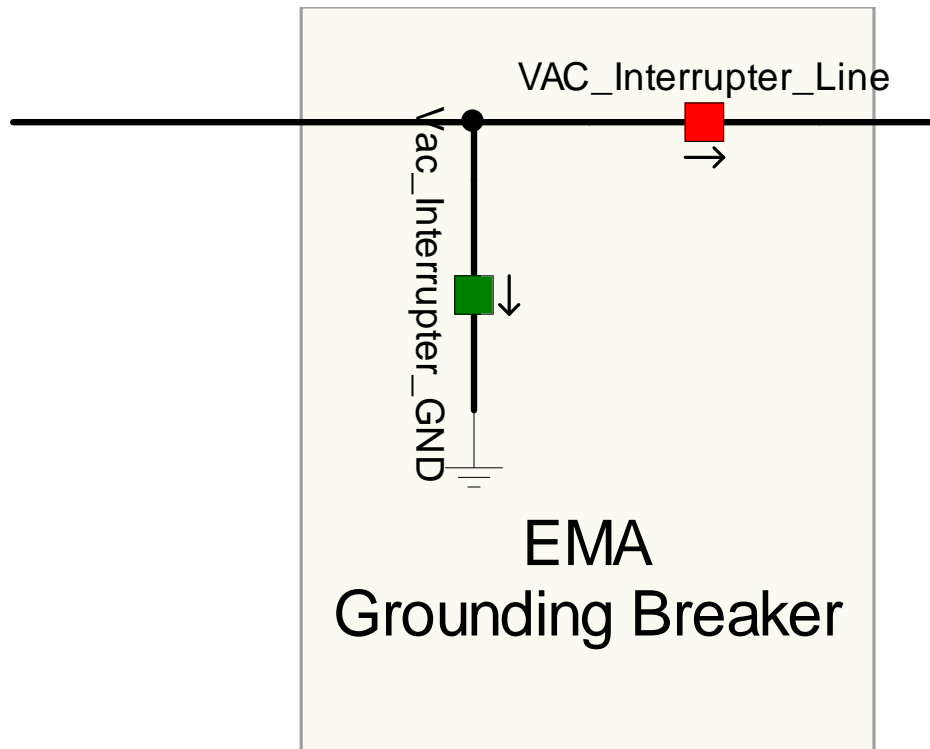 VAC_Interrupter_Line
Vac_Interrupter_GND
EMA
Grounding Breaker